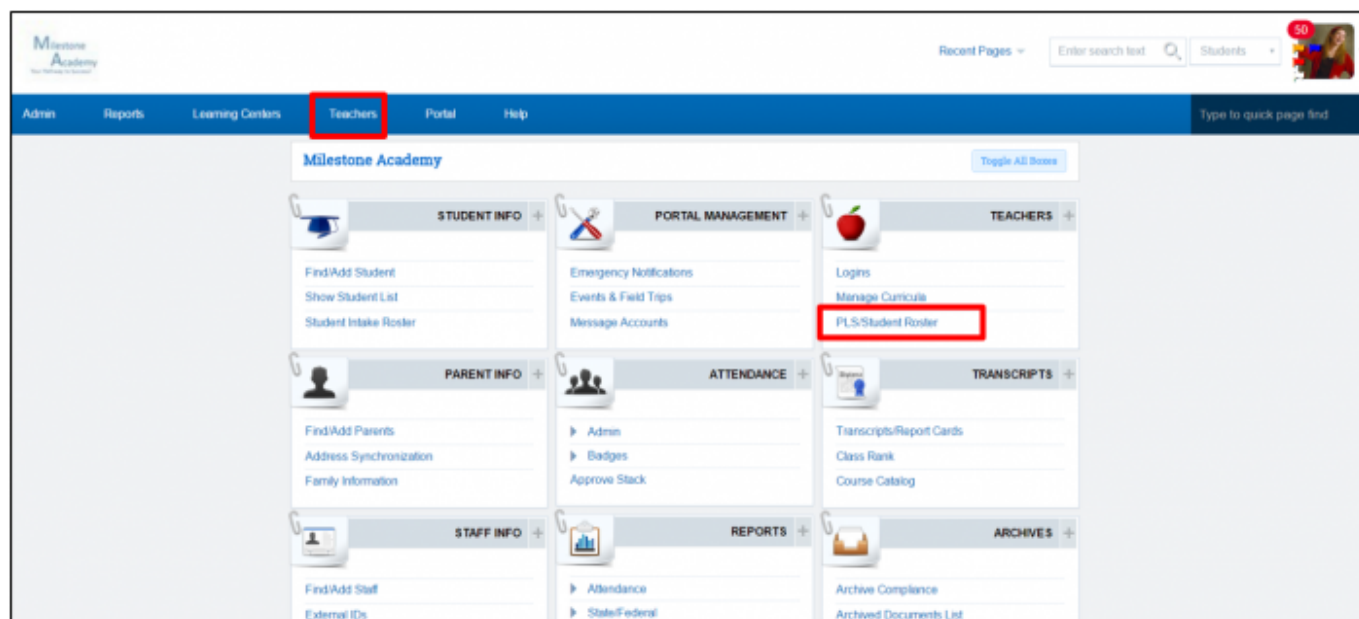 50
Milestone
Academy
Recent Pages
Enter search text
Students
Admin
Reports
Learning Centers
Teachers
Portal
Help
Type to quick page find
Milestone Academy
Toggle All Boxes
STUDENT INFO
Find/Add Student
Show Student List
Student Intake Roster
PORTAL MANAGEMENT
Emergency Notifications
Events & Field Trips
Message Accounts
TEACHERS
Logins
Manage Curricula
PLS/Student Roster
PARENT INFO
Find/Add Parents
Address Synchronization
Family Information
ATTENDANCE
Admin
Badges
Approve Stack
TRANSCRIPTS
Transcripts/Report Cards
Class Rank
Course Catalog
STAFF INFO
Find/Add Staff
External IDs
REPORTS
Attendance
State/Federal
ARCHIVES
Archive Compliance
Archived Documents List